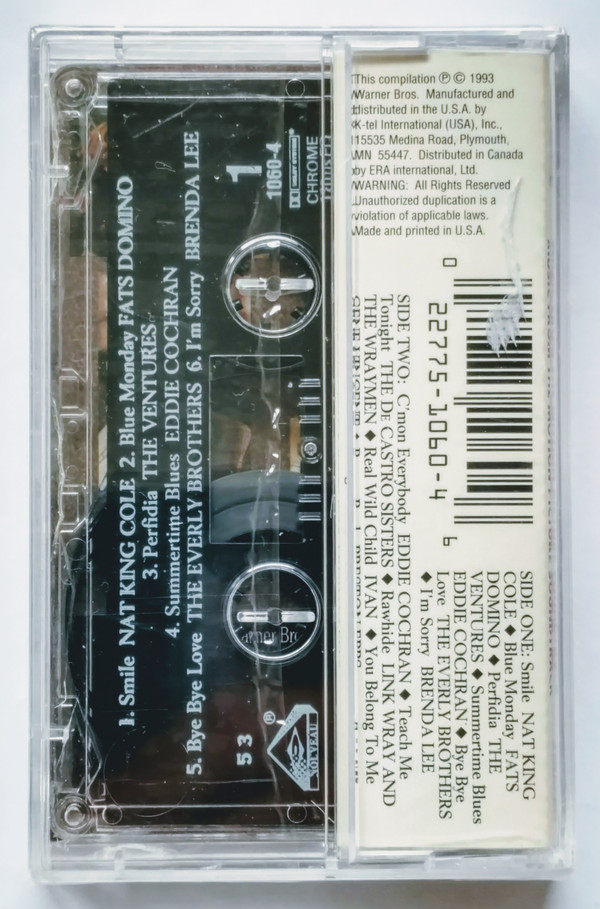 This compilation ℗ © 1993
Warner Bros. Manufactured and
distributed in the U.S.A. by
K-tel International (USA), Inc.,
15535 Medina Road, Plymouth,
MN 55447. Distributed in Canada
by ERA international, Ltd.
WARNING: All Rights Reserved
Unauthorized duplication is a
violation of applicable laws.
Made and printed in U.S.A.
0 22775-1060-4 6
SIDE ONE: Smile NAT KING
COLE ◆ Blue Monday FATS
DOMINO ◆ Perfidia THE
VENTURES ◆ Summertime Blues
EDDIE COCHRAN ◆ Bye Bye
Love THE EVERLY BROTHERS
◆ I'm Sorry BRENDA LEE
SIDE TWO: C'mon Everybody EDDIE COCHRAN ◆ Teach Me
Tonight THE DE CASTRO SISTERS ◆ Rawhide LINK WRAY AND
THE WRAYMEN ◆ Real Wild Child IVAN ◆ You Belong To Me
1. Smile NAT KING COLE 2. Blue Monday FATS DOMINO
3. Perfidia THE VENTURES
4. Summertime Blues EDDIE COCHRAN
5. Bye Bye Love THE EVERLY BROTHERS 6. I'm Sorry BRENDA LEE
1
1060-4
CHROME
53
®